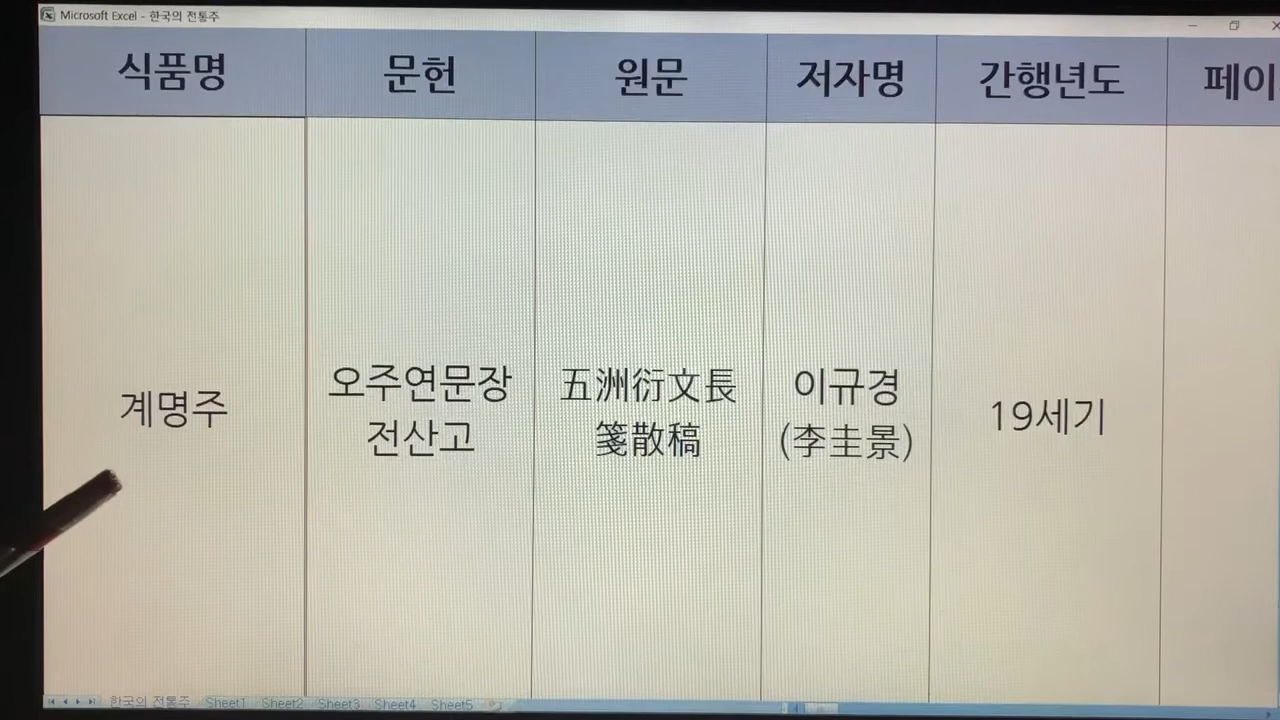 Microsoft Excel - 한국의 전통주
식품명 문헌 원문 저자명 간행년도 페이
계명주
오주연문장
전산고
五洲衍文長
箋散稿
이규경
(李圭景)
19세기
한국의 전통주 Sheet1 Sheet2 Sheet3 Sheet4 Sheet5